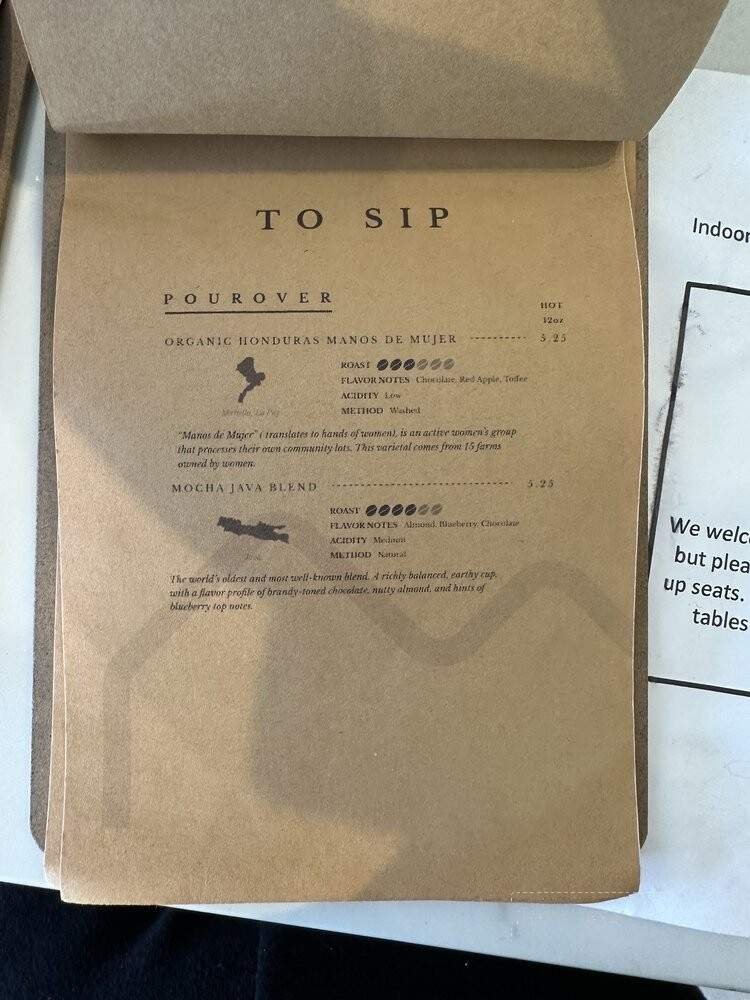 TO SIP
POUROVER
HOT
12oz
ORGANIC HONDURAS MANOS DE MUJER ---------- 5.25
ROAST
FLAVOR NOTES Chocolate, Red Apple, Toffee
ACIDITY Low
La Paz
METHOD Washed
"Manos de Mujer" ( translates to hands of women), is an active women's group
that processes their own community lots. This varietal comes from 15 farms
owned by women.
MOCHA JAVA BLEND ---------- 5.25
ROAST
FLAVOR NOTES Almond, Blueberry, Chocolate
ACIDITY Medium
Java
METHOD Natural
The world's oldest and most well-known blend. A richly balanced, earthy cup,
with a flavor profile of brandy-toned chocolate, nutty almond, and hints of
blueberry top notes.
Indoor
We welc
but plea
up seats.
tables